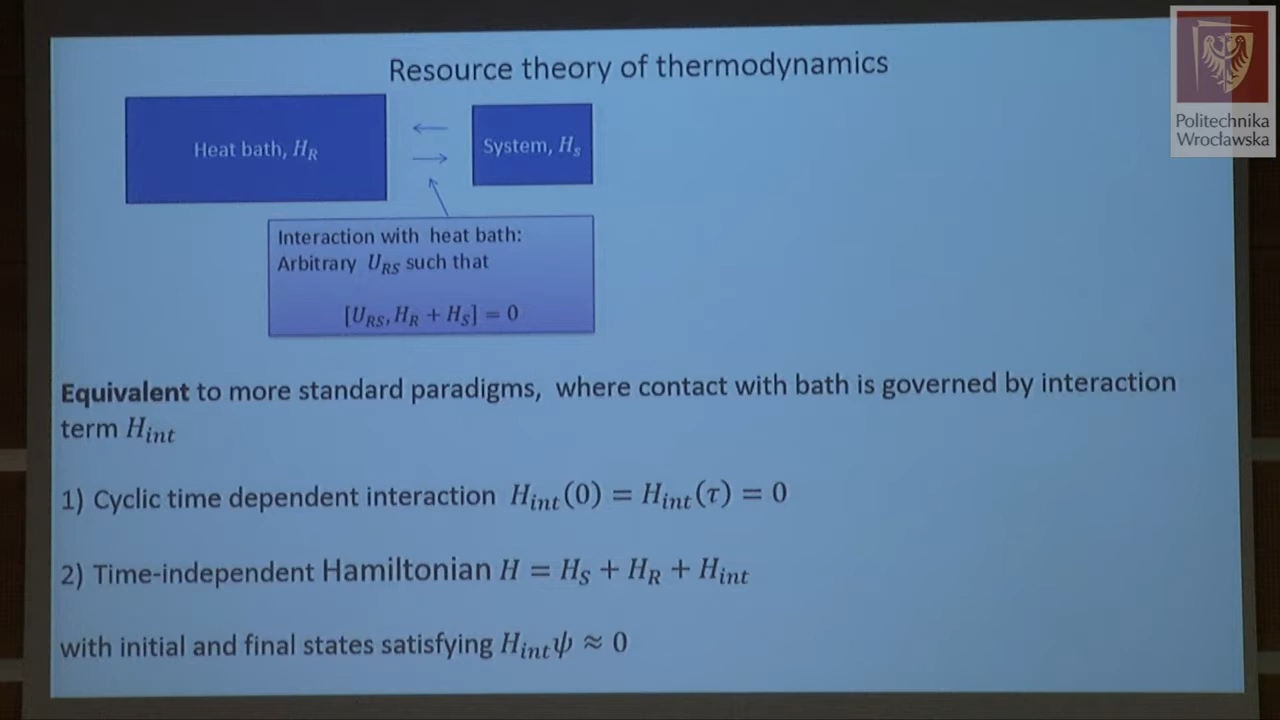 Resource theory of thermodynamics
Heat bath, H_R
System, H_s
Interaction with heat bath:
Arbitrary U_RS such that
[U_RS, H_R + H_S] = 0
Equivalent to more standard paradigms, where contact with bath is governed by interaction
term H_int
1) Cyclic time dependent interaction H_int(0) = H_int(τ) = 0
2) Time-independent Hamiltonian H = H_S + H_R + H_int
with initial and final states satisfying H_int ψ ≈ 0
Politechnika
Wrocławska